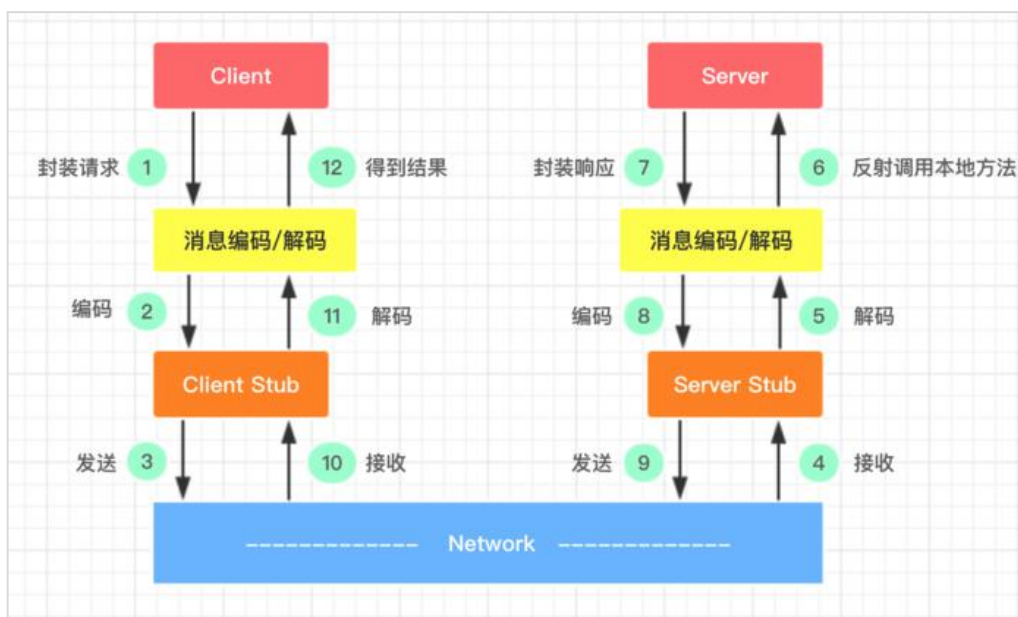 Client
Server
封装请求 1
12 得到结果
封装响应 7
6 反射调用本地方法
消息编码/解码
消息编码/解码
编码 2
11 解码
编码 8
5 解码
Client Stub
Server Stub
发送 3
10 接收
发送 9
4 接收
------------- Network -------------